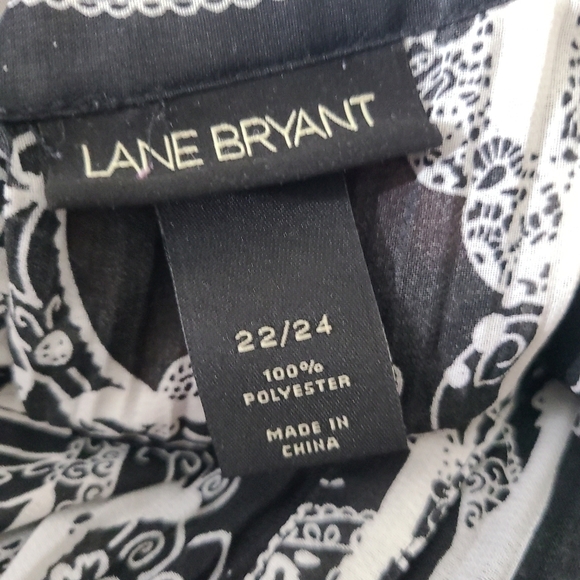 LANE BRYANT
22/24
100%
POLYESTER
MADE IN
CHINA